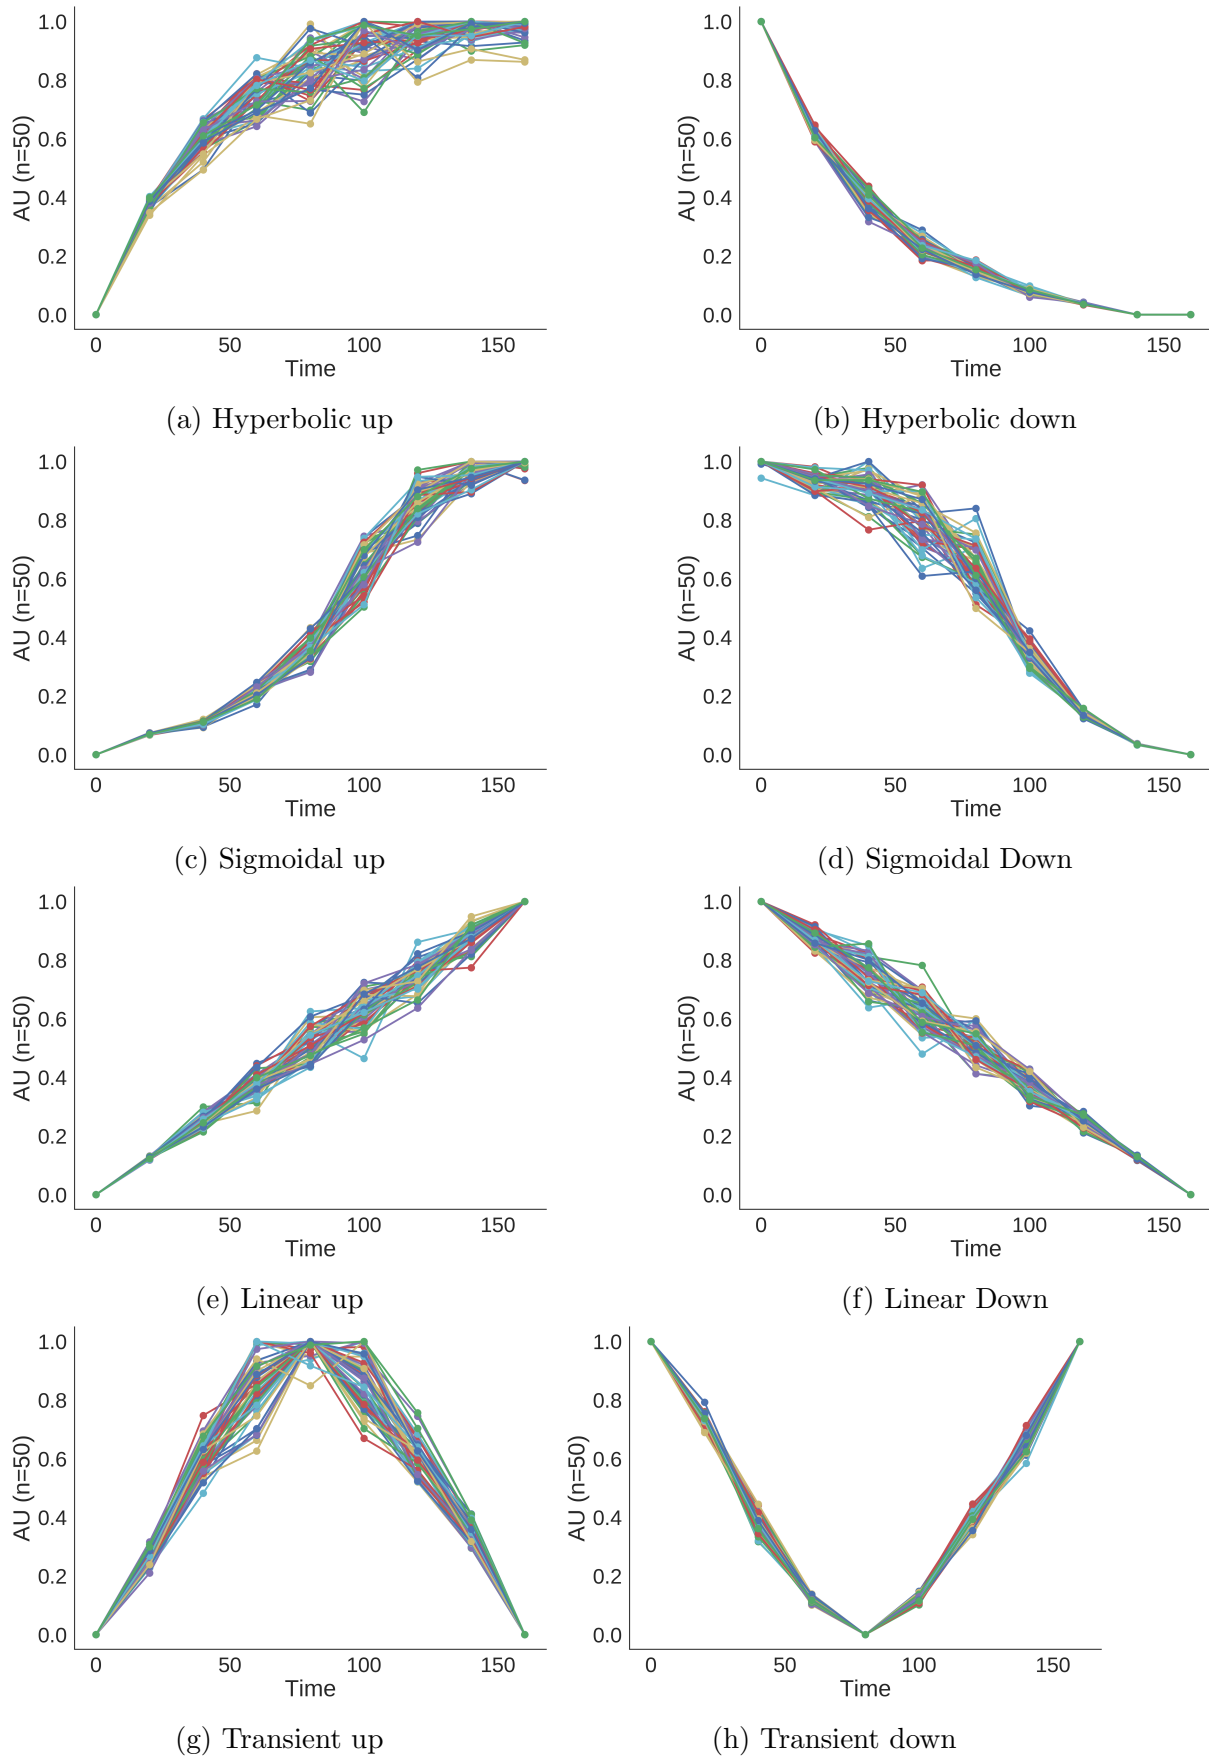 1.0
0.8
0.6
0.4
0.2
0.0
AU (n=50)
0 50 100 150
Time
(a) Hyperbolic up
1.0
0.8
0.6
0.4
0.2
0.0
AU (n=50)
0 50 100 150
Time
(b) Hyperbolic down
1.0
0.8
0.6
0.4
0.2
0.0
AU (n=50)
0 50 100 150
Time
(c) Sigmoidal up
1.0
0.8
0.6
0.4
0.2
0.0
AU (n=50)
0 50 100 150
Time
(d) Sigmoidal Down
1.0
0.8
0.6
0.4
0.2
0.0
AU (n=50)
0 50 100 150
Time
(e) Linear up
1.0
0.8
0.6
0.4
0.2
0.0
AU (n=50)
0 50 100 150
Time
(f) Linear Down
1.0
0.8
0.6
0.4
0.2
0.0
AU (n=50)
0 50 100 150
Time
(g) Transient up
1.0
0.8
0.6
0.4
0.2
0.0
AU (n=50)
0 50 100 150
Time
(h) Transient down